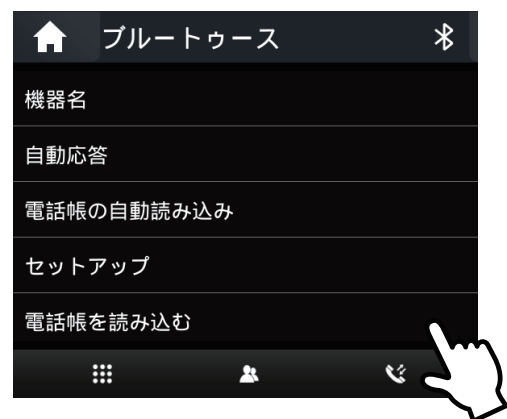 ブルートゥース
機器名
自動応答
電話帳の自動読み込み
セットアップ
電話帳を読み込む